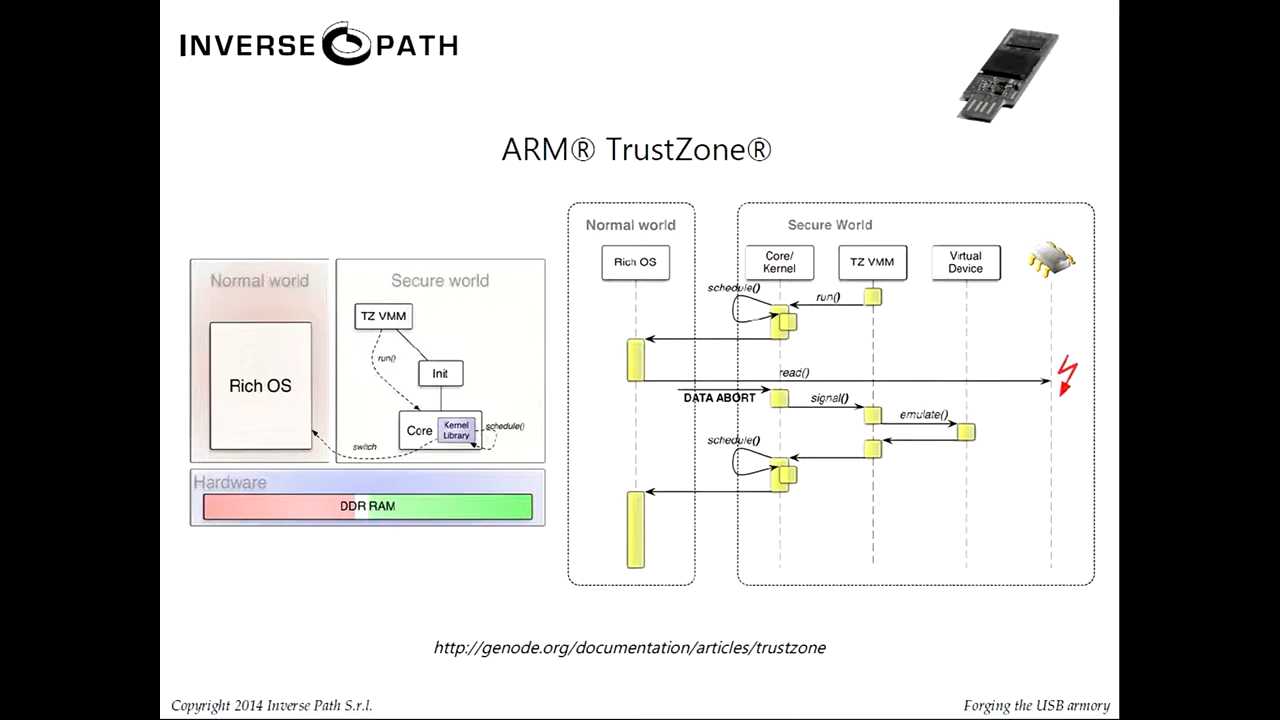 INVERSE PATH
ARM® TrustZone®
Normal world
Secure world
TZ VMM
run()
Init
Rich OS
Core
Kernel
Library
schedule()
switch
Hardware
DDR RAM
Normal world
Secure World
Rich OS
Core/
Kernel
TZ VMM
Virtual
Device
schedule()
run()
read()
DATA ABORT
signal()
emulate()
schedule()
http://genode.org/documentation/articles/trustzone
Copyright 2014 Inverse Path S.r.l.
Forging the USB armory